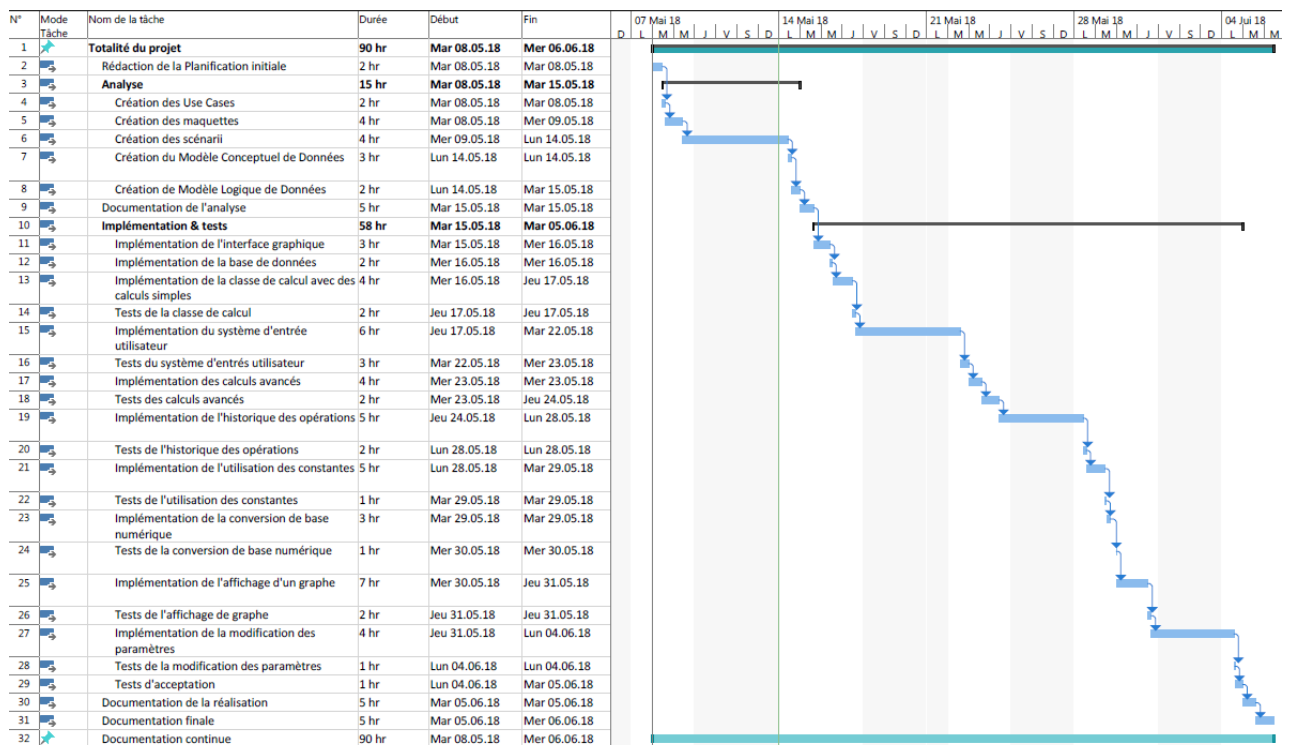 N° Mode Tâche Nom de la tâche Durée Début Fin
07 Mai 18 14 Mai 18 21 Mai 18 28 Mai 18 04 Jui 18
D L M M J V S D L M M J V S D L M M J V S D L M M J V S D L M M
1 Totalité du projet 90 hr Mar 08.05.18 Mer 06.06.18
2 Rédaction de la Planification initiale 2 hr Mar 08.05.18 Mar 08.05.18
3 Analyse 15 hr Mar 08.05.18 Mar 15.05.18
4 Création des Use Cases 2 hr Mar 08.05.18 Mar 08.05.18
5 Création des maquettes 4 hr Mar 08.05.18 Mer 09.05.18
6 Création des scénarii 4 hr Mer 09.05.18 Lun 14.05.18
7 Création du Modèle Conceptuel de Données 3 hr Lun 14.05.18 Lun 14.05.18
8 Création de Modèle Logique de Données 2 hr Lun 14.05.18 Mar 15.05.18
9 Documentation de l'analyse 5 hr Mar 15.05.18 Mar 15.05.18
10 Implémentation & tests 58 hr Mar 15.05.18 Mar 05.06.18
11 Implémentation de l'interface graphique 3 hr Mar 15.05.18 Mer 16.05.18
12 Implémentation de la base de données 2 hr Mer 16.05.18 Mer 16.05.18
13 Implémentation de la classe de calcul avec des 4 hr Mer 16.05.18 Jeu 17.05.18
calculs simples
14 Tests de la classe de calcul 2 hr Jeu 17.05.18 Jeu 17.05.18
15 Implémentation du système d'entrée 6 hr Jeu 17.05.18 Mar 22.05.18
utilisateur
16 Tests du système d'entrés utilisateur 3 hr Mar 22.05.18 Mer 23.05.18
17 Implémentation des calculs avancés 4 hr Mer 23.05.18 Mer 23.05.18
18 Tests des calculs avancés 2 hr Mer 23.05.18 Jeu 24.05.18
19 Implémentation de l'historique des opérations 5 hr Jeu 24.05.18 Lun 28.05.18
20 Tests de l'historique des opérations 2 hr Lun 28.05.18 Lun 28.05.18
21 Implémentation de l'utilisation des constantes 5 hr Lun 28.05.18 Mar 29.05.18
22 Tests de l'utilisation des constantes 1 hr Mar 29.05.18 Mar 29.05.18
23 Implémentation de la conversion de base 3 hr Mar 29.05.18 Mar 29.05.18
numérique
24 Tests de la conversion de base numérique 1 hr Mer 30.05.18 Mer 30.05.18
25 Implémentation de l'affichage d'un graphe 7 hr Mer 30.05.18 Jeu 31.05.18
26 Tests de l'affichage de graphe 2 hr Jeu 31.05.18 Jeu 31.05.18
27 Implémentation de la modification des 4 hr Jeu 31.05.18 Lun 04.06.18
paramètres
28 Tests de la modification des paramètres 1 hr Lun 04.06.18 Lun 04.06.18
29 Tests d'acceptation 1 hr Lun 04.06.18 Mar 05.06.18
30 Documentation de la réalisation 5 hr Mar 05.06.18 Mar 05.06.18
31 Documentation finale 5 hr Mar 05.06.18 Mer 06.06.18
32 Documentation continue 90 hr Mar 08.05.18 Mer 06.06.18